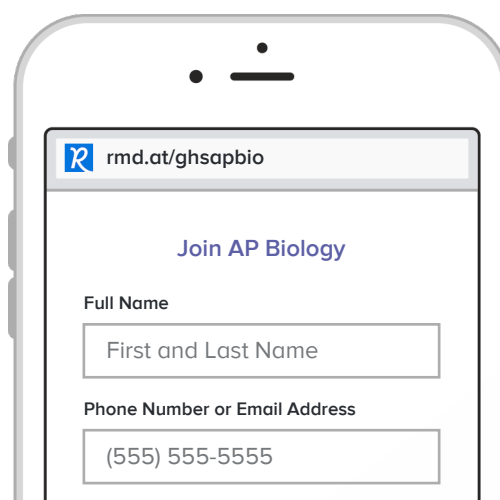 rmd.at/ghsapbio
Join AP Biology
Full Name
First and Last Name
Phone Number or Email Address
(555) 555-5555